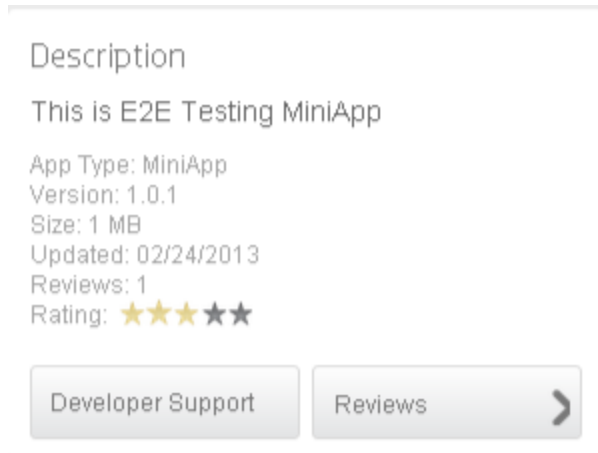 Description
This is E2E Testing MiniApp
App Type: MiniApp
Version: 1.0.1
Size: 1 MB
Updated: 02/24/2013
Reviews: 1
Rating:
Developer Support
Reviews